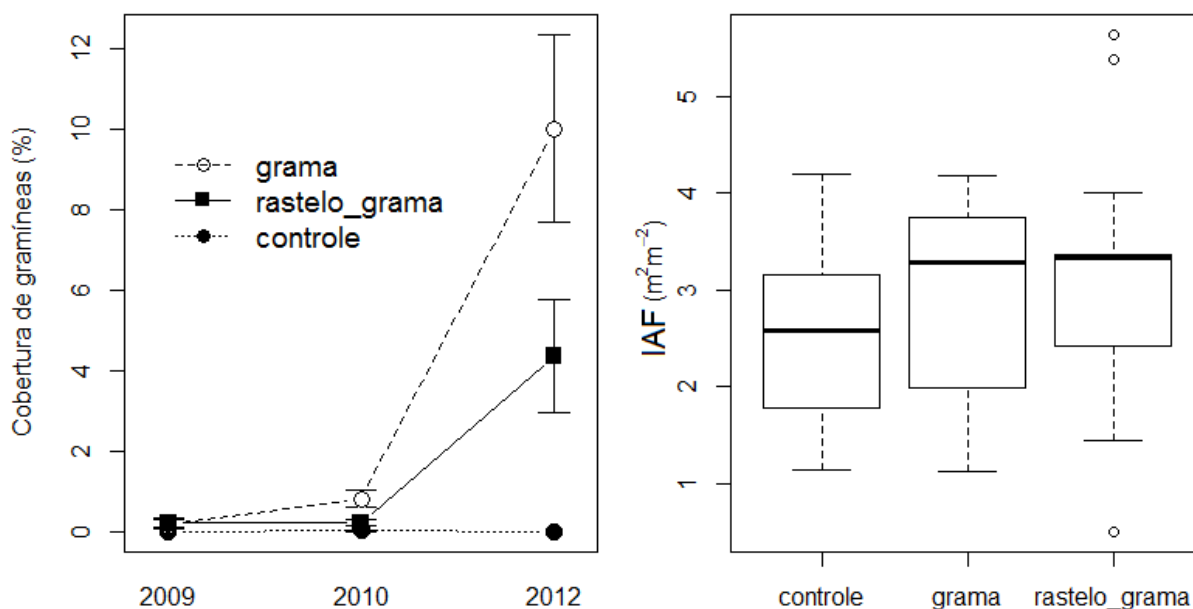 Cobertura de gramíneas (%)
12
10
8
6
4
2
0
grama
rastelo_grama
controle
2009
2010
2012
IAF (m²m⁻²)
5
4
3
2
1
controle
grama
rastelo_grama